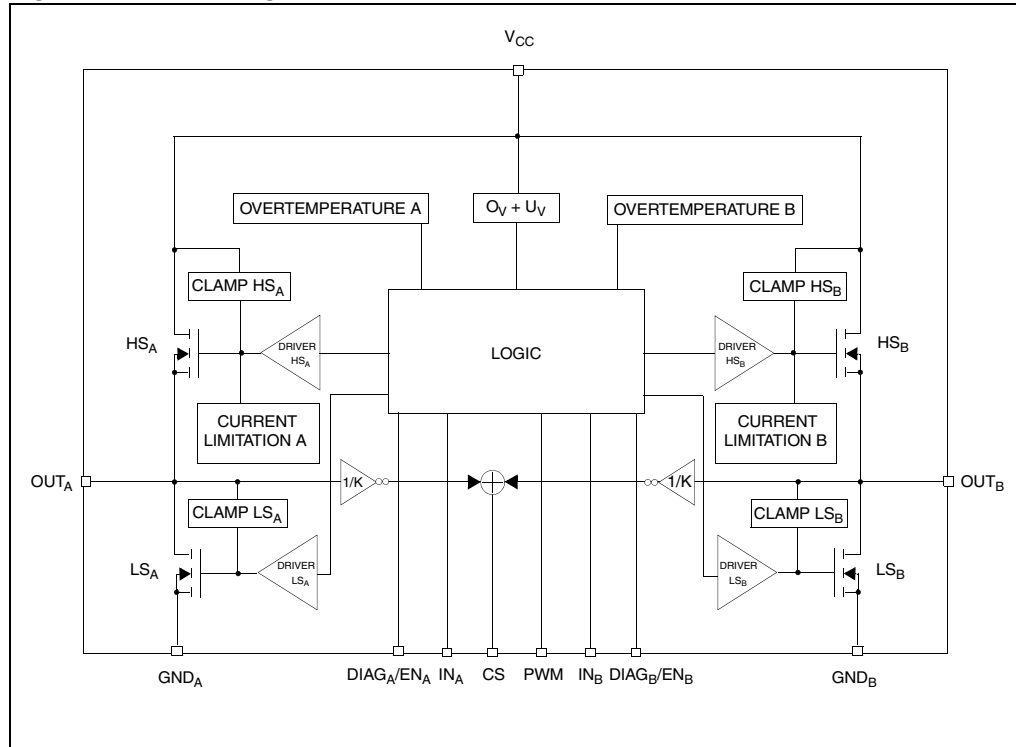 V_CC
OVERTEMPERATURE A
O_V + U_V
OVERTEMPERATURE B
CLAMP HS_A
CLAMP HS_B
HS_A
DRIVER
HS_A
LOGIC
DRIVER
HS_B
HS_B
CURRENT
LIMITATION A
CURRENT
LIMITATION B
OUT_A
1/K
1/K
OUT_B
CLAMP LS_A
CLAMP LS_B
LS_A
DRIVER
LS_A
DRIVER
LS_B
LS_B
GND_A
DIAG_A/EN_A
IN_A
CS
PWM
IN_B
DIAG_B/EN_B
GND_B